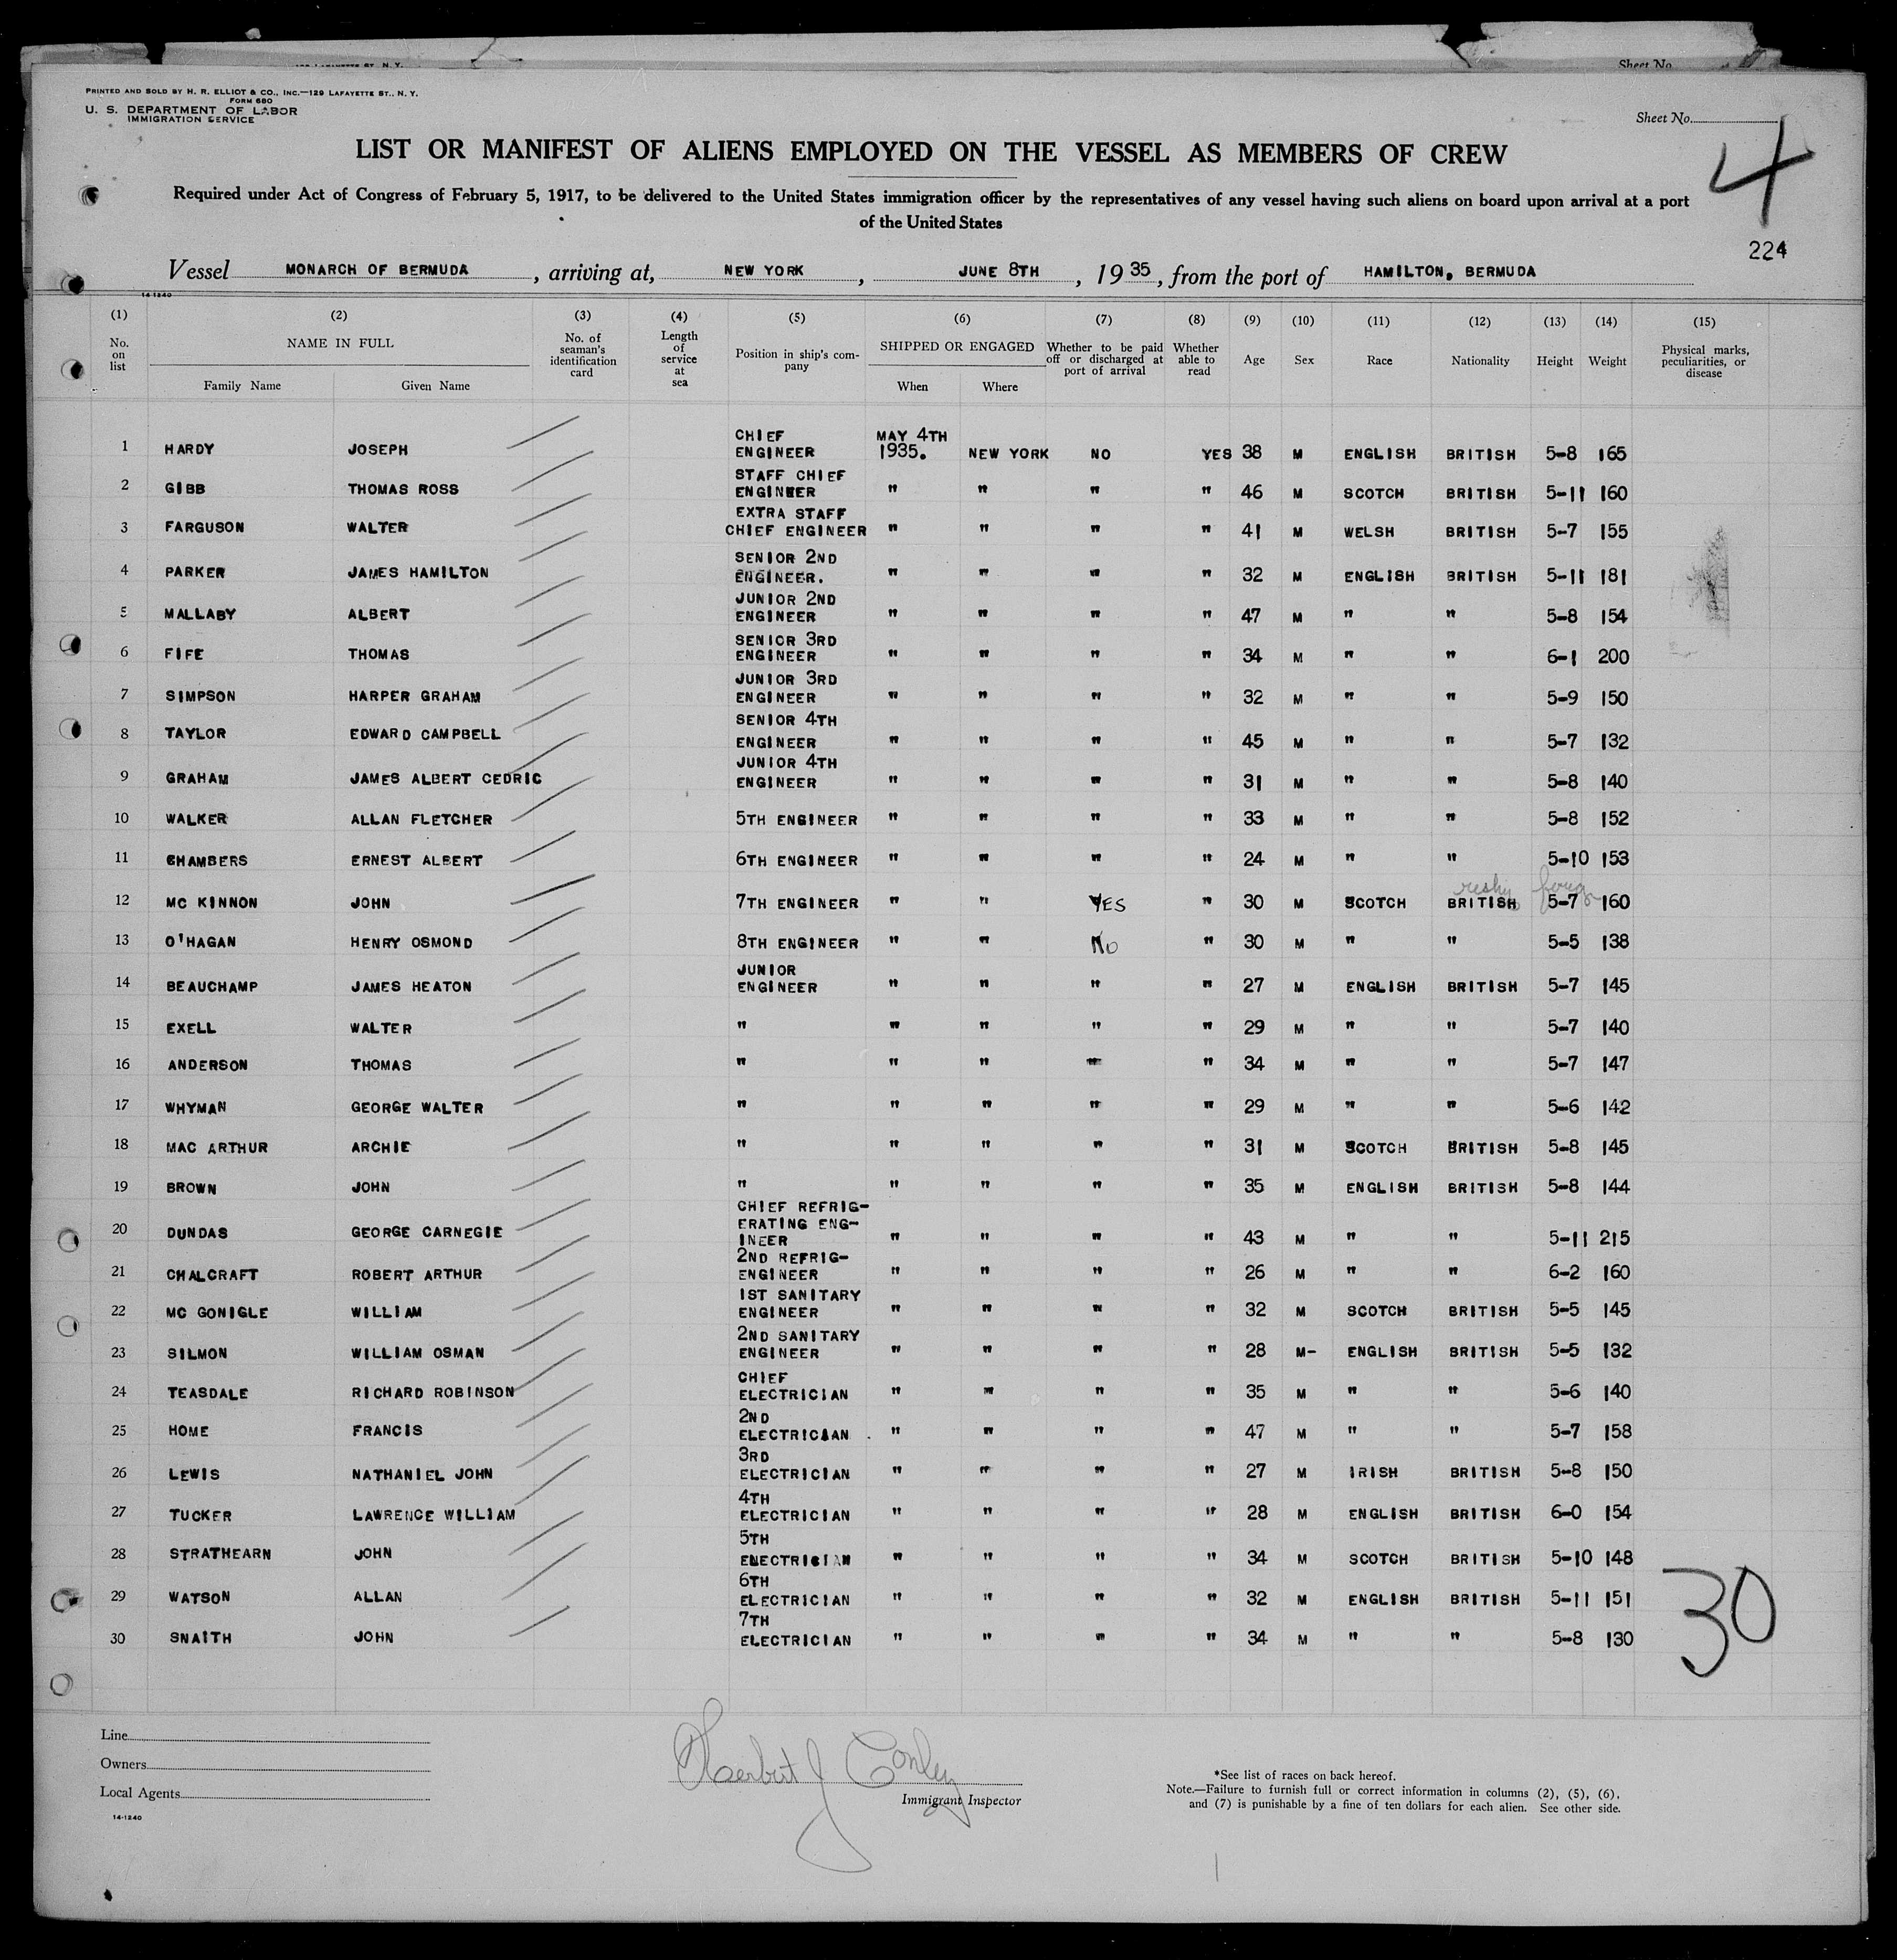 LAFAYETTE ST. N. Y.
Sheet No.
PRINTED AND SOLD BY H. R. ELLIOT & CO., INC.—129 LAFAYETTE ST., N. Y.
FORM 680
U. S. DEPARTMENT OF LABOR
IMMIGRATION SERVICE
Sheet No.
4
LIST OR MANIFEST OF ALIENS EMPLOYED ON THE VESSEL AS MEMBERS OF CREW
Required under Act of Congress of February 5, 1917, to be delivered to the United States immigration officer by the representatives of any vessel having such aliens on board upon arrival at a port
of the United States
224
Vessel MONARCH OF BERMUDA, arriving at, NEW YORK, JUNE 8TH, 1935, from the port of HAMILTON, BERMUDA
14-1240
(1) (2) (3) (4) (5) (6) (7) (8) (9) (10) (11) (12) (13) (14) (15)
No. on list NAME IN FULL Family Name Given Name No. of seaman's identification card Length of service at sea Position in ship's company SHIPPED OR ENGAGED When Where Whether to be paid off or discharged at port of arrival Whether able to read Age Sex Race Nationality Height Weight Physical marks, peculiarities, or disease
1 HARDY JOSEPH CHIEF ENGINEER MAY 4TH 1935. NEW YORK NO YES 38 M ENGLISH BRITISH 5-8 165
2 GIBB THOMAS ROSS STAFF CHIEF ENGINEER " " " " 46 M SCOTCH BRITISH 5-11 160
3 FARGUSON WALTER EXTRA STAFF CHIEF ENGINEER " " " " 41 M WELSH BRITISH 5-7 155
4 PARKER JAMES HAMILTON SENIOR 2ND ENGINEER. " " " " 32 M ENGLISH BRITISH 5-11 181
5 MALLABY ALBERT JUNIOR 2ND ENGINEER " " " " 47 M " " 5-8 154
6 FIFE THOMAS SENIOR 3RD ENGINEER " " " " 34 M " " 6-1 200
7 SIMPSON HARPER GRAHAM JUNIOR 3RD ENGINEER " " " " 32 M " " 5-9 150
8 TAYLOR EDWARD CAMPBELL SENIOR 4TH ENGINEER " " " " 45 M " " 5-7 132
9 GRAHAM JAMES ALBERT CEDRIC JUNIOR 4TH ENGINEER " " " " 31 M " " 5-8 140
10 WALKER ALLAN FLETCHER 5TH ENGINEER " " " " 33 M " " 5-8 152
11 CHAMBERS ERNEST ALBERT 6TH ENGINEER " " " " 24 M " " 5-10 153
12 MC KINNON JOHN 7TH ENGINEER " " YES " 30 M SCOTCH BRITISH 5-7 160
13 O'HAGAN HENRY OSMOND 8TH ENGINEER " " NO " 30 M " " 5-5 138
14 BEAUCHAMP JAMES HEATON JUNIOR ENGINEER " " " " 27 M ENGLISH BRITISH 5-7 145
15 EXELL WALTER " " " " " 29 M " " 5-7 140
16 ANDERSON THOMAS " " " " " 34 M " " 5-7 147
17 WHYMAN GEORGE WALTER " " " " " 29 M " " 5-6 142
18 MAC ARTHUR ARCHIE " " " " " 31 M SCOTCH BRITISH 5-8 145
19 BROWN JOHN " " " " " 35 M ENGLISH BRITISH 5-8 144
20 DUNDAS GEORGE CARNEGIE CHIEF REFRIG-ERATING ENG-INEER " " " " 43 M " " 5-11 215
21 CHALCRAFT ROBERT ARTHUR 2ND REFRIG-ENGINEER " " " " 26 M " " 6-2 160
22 MC GONIGLE WILLIAM 1ST SANITARY ENGINEER " " " " 32 M SCOTCH BRITISH 5-5 145
23 SILMON WILLIAM OSMAN 2ND SANITARY ENGINEER " " " " 28 M- ENGLISH BRITISH 5-5 132
24 TEASDALE RICHARD ROBINSON CHIEF ELECTRICIAN " " " " 35 M " " 5-6 140
25 HOME FRANCIS 2ND ELECTRICIAN " " " " 47 M " " 5-7 158
26 LEWIS NATHANIEL JOHN 3RD ELECTRICIAN " " " " 27 M IRISH BRITISH 5-8 150
27 TUCKER LAWRENCE WILLIAM 4TH ELECTRICIAN " " " " 28 M ENGLISH BRITISH 6-0 154
28 STRATHEARN JOHN 5TH ELECTRICIAN " " " " 34 M SCOTCH BRITISH 5-10 148
29 WATSON ALLAN 6TH ELECTRICIAN " " " " 32 M ENGLISH BRITISH 5-11 151
30 SNAITH JOHN 7TH ELECTRICIAN " " " " 34 M " " 5-8 130
30
Line
Owners
Local Agents
14-1240
Herbert J Conley
Immigrant Inspector
*See list of races on back hereof.
Note.—Failure to furnish full or correct information in columns (2), (5), (6),
and (7) is punishable by a fine of ten dollars for each alien. See other side.